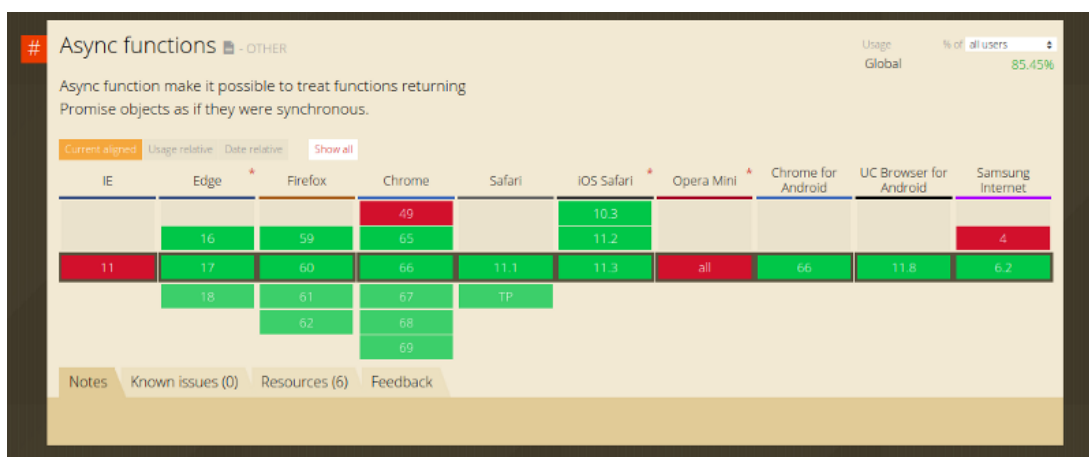 #
Async functions - OTHER
Usage % of all users
Global 85.45%
Async function make it possible to treat functions returning
Promise objects as if they were synchronous.
Current aligned Usage relative Date relative Show all
IE Edge * Firefox Chrome Safari iOS Safari * Opera Mini * Chrome for Android UC Browser for Android Samsung Internet
49 10.3
16 59 65 11.2 4
11 17 60 66 11.1 11.3 all 66 11.8 6.2
18 61 67 TP
62 68
69
Notes Known issues (0) Resources (6) Feedback